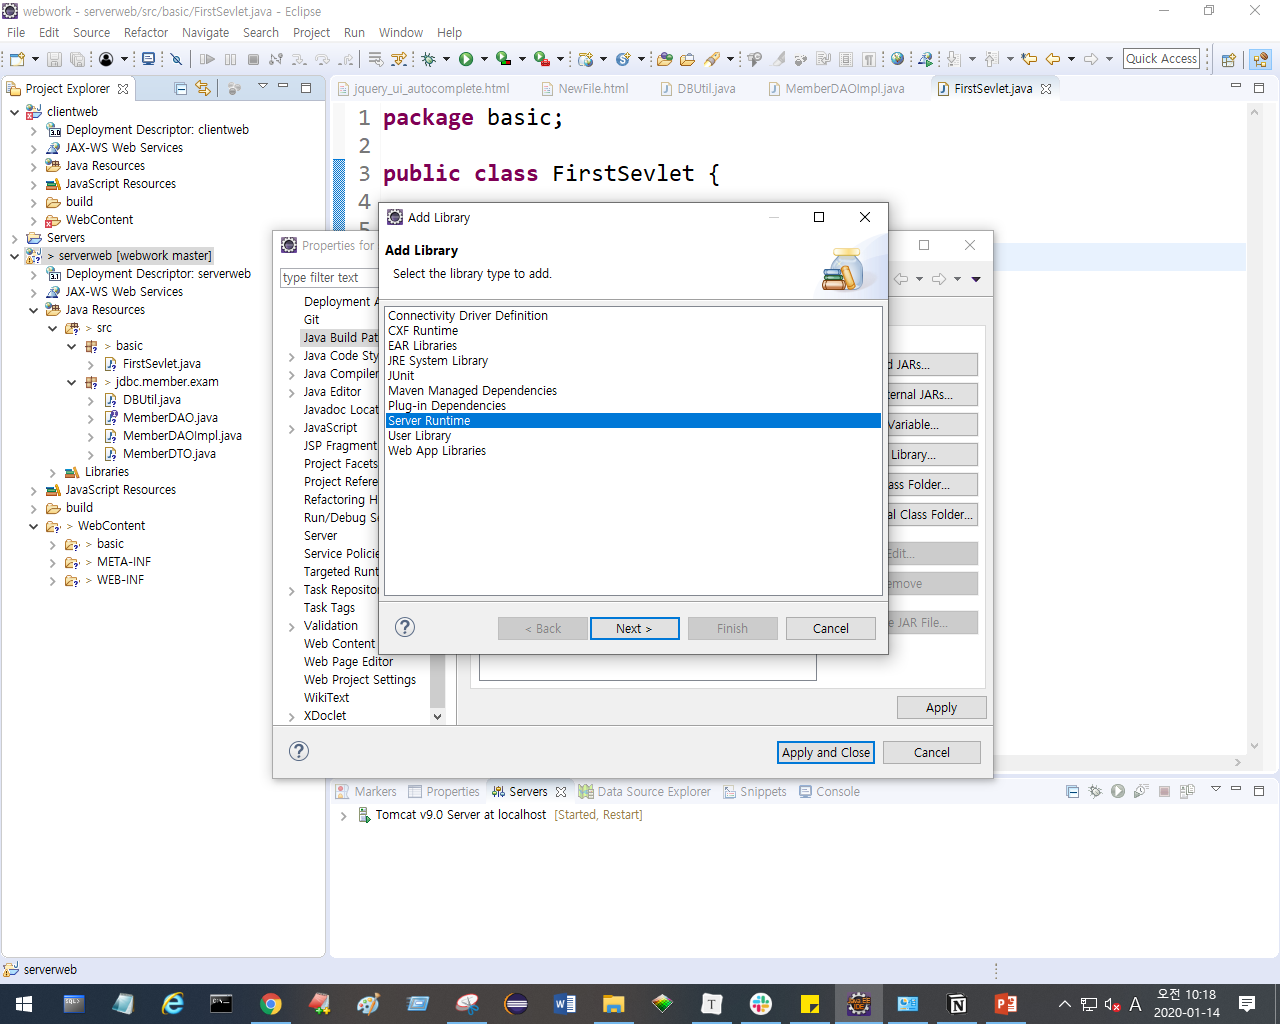 webwork - serverweb/src/basic/FirstSevlet.java - Eclipse
File Edit Source Refactor Navigate Search Project Run Window Help
Quick Access
Project Explorer
jquery_ui_autocomplete.html
NewFile.html
DBUtil.java
MemberDAOImpl.java
FirstSevlet.java
clientweb
Deployment Descriptor: clientweb
JAX-WS Web Services
Java Resources
JavaScript Resources
build
WebContent
Servers
> serverweb [webwork master]
Deployment Descriptor: serverweb
JAX-WS Web Services
Java Resources
> src
> basic
FirstSevlet.java
> jdbc.member.exam
DBUtil.java
MemberDAO.java
MemberDAOImpl.java
MemberDTO.java
Libraries
JavaScript Resources
build
> WebContent
> basic
> META-INF
> WEB-INF
1 package basic;
2
3 public class FirstSevlet {
4
Properties for
type filter text
Deployment A
Git
Java Build Pat
Java Code Sty
Java Compiler
Java Editor
Javadoc Locat
JavaScript
JSP Fragment
Project Facets
Project Refere
Refactoring H
Run/Debug Se
Server
Service Policie
Targeted Runt
Task Reposito
Task Tags
Validation
Web Content
Web Page Editor
Web Project Settings
WikiText
XDoclet
d JARs...
ernal JARs...
Variable...
Library...
ass Folder...
al Class Folder...
Edit...
emove
e JAR File...
Apply
Apply and Close
Cancel
Add Library
Add Library
Select the library type to add.
Connectivity Driver Definition
CXF Runtime
EAR Libraries
JRE System Library
JUnit
Maven Managed Dependencies
Plug-in Dependencies
Server Runtime
User Library
Web App Libraries
< Back
Next >
Finish
Cancel
Markers
Properties
Servers
Data Source Explorer
Snippets
Console
Tomcat v9.0 Server at localhost [Started, Restart]
serverweb
A
오전 10:18
2020-01-14